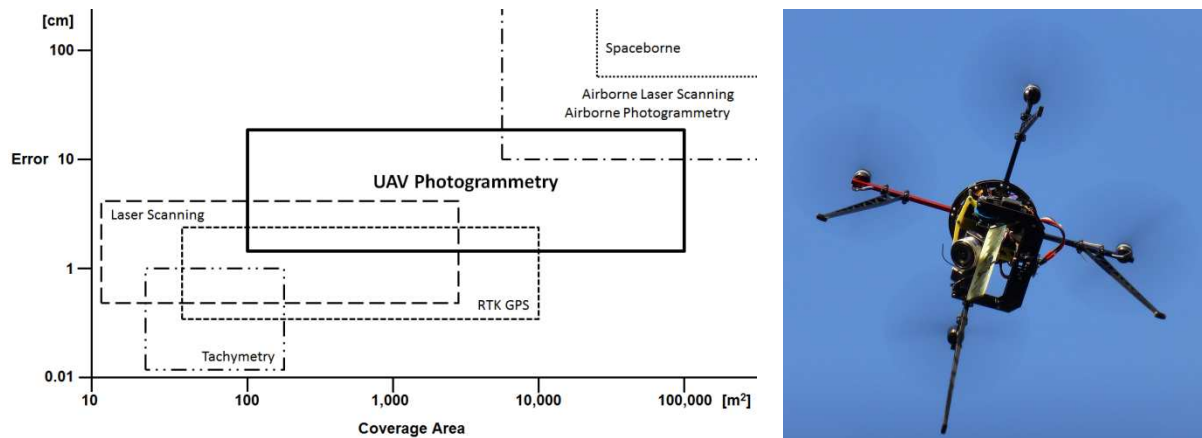 [cm]
100
Spaceborne
Airborne Laser Scanning
Airborne Photogrammetry
Error 10
UAV Photogrammetry
Laser Scanning
1
RTK GPS
Tachymetry
0.01
10 100 1,000 10,000 100,000 [m²]
Coverage Area